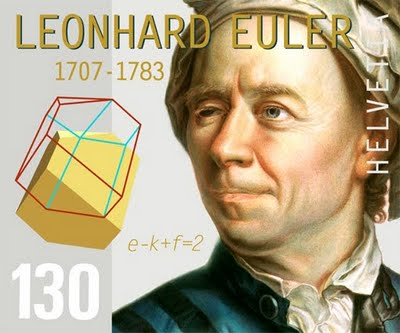 LEONHARD EULER
1707-1783
HELVETIA
e-k+f=2
130